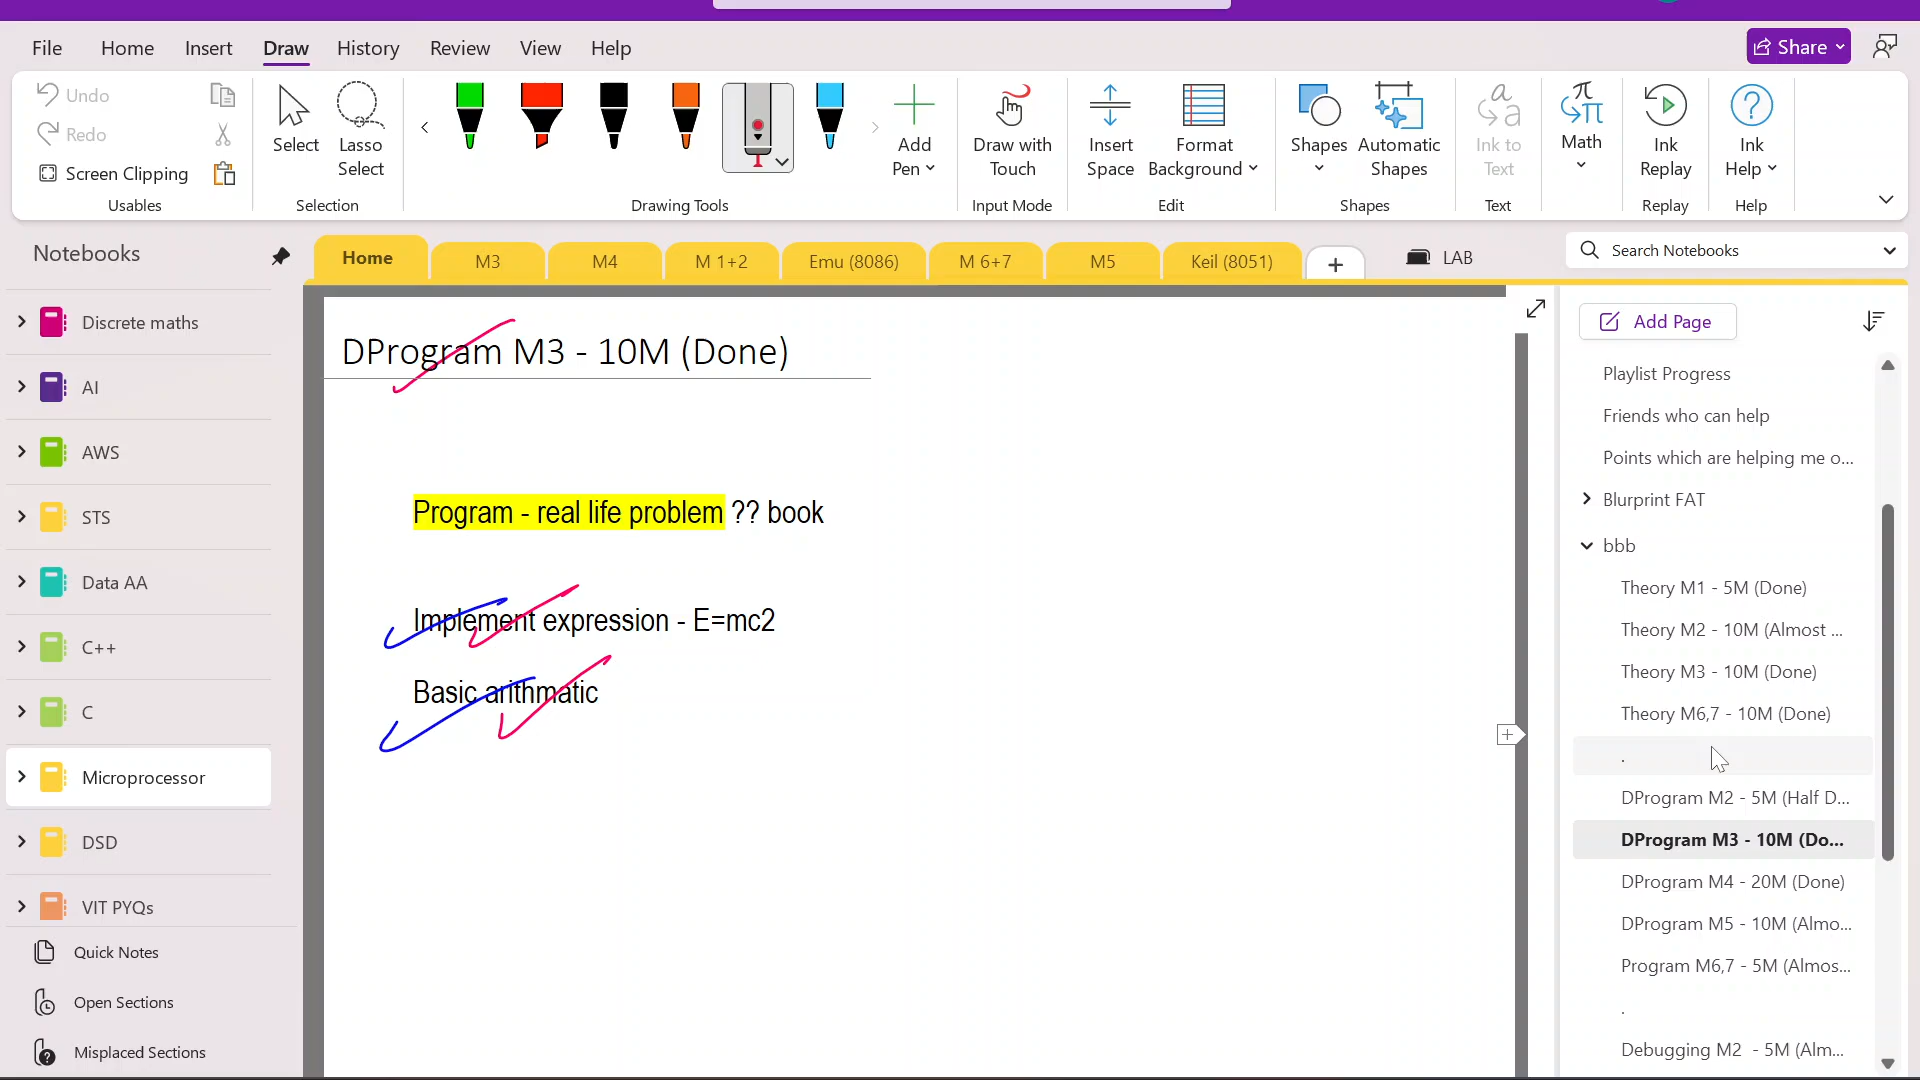 File Home Insert Draw History Review View Help
Share
Undo
Redo
Screen Clipping
Usables
Select
Lasso
Select
Selection
Drawing Tools
Add
Pen
Draw with
Touch
Input Mode
Insert
Space
Format
Background
Edit
Shapes
Automatic
Shapes
Shapes
Ink to
Text
Text
Math
Ink
Replay
Replay
Ink
Help
Help
Notebooks
Home M3 M4 M 1+2 Emu (8086) M 6+7 M5 Keil (8051) + LAB
Search Notebooks
Discrete maths
AI
AWS
STS
Data AA
C++
C
Microprocessor
DSD
VIT PYQs
Quick Notes
Open Sections
Misplaced Sections
DProgram M3 - 10M (Done)
Program - real life problem ?? book
Implement expression - E=mc2
Basic arithmatic
Add Page
Playlist Progress
Friends who can help
Points which are helping me o...
Blurprint FAT
bbb
Theory M1 - 5M (Done)
Theory M2 - 10M (Almost ...
Theory M3 - 10M (Done)
Theory M6,7 - 10M (Done)
.
DProgram M2 - 5M (Half D...
DProgram M3 - 10M (Do...
DProgram M4 - 20M (Done)
DProgram M5 - 10M (Almo...
Program M6,7 - 5M (Almos...
.
Debugging M2 - 5M (Alm...